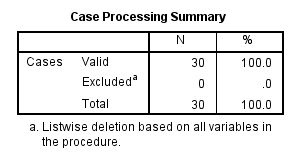 Case Processing Summary
N %
Cases Valid 30 100.0
Excludedᵃ 0 .0
Total 30 100.0
a. Listwise deletion based on all variables in
the procedure.